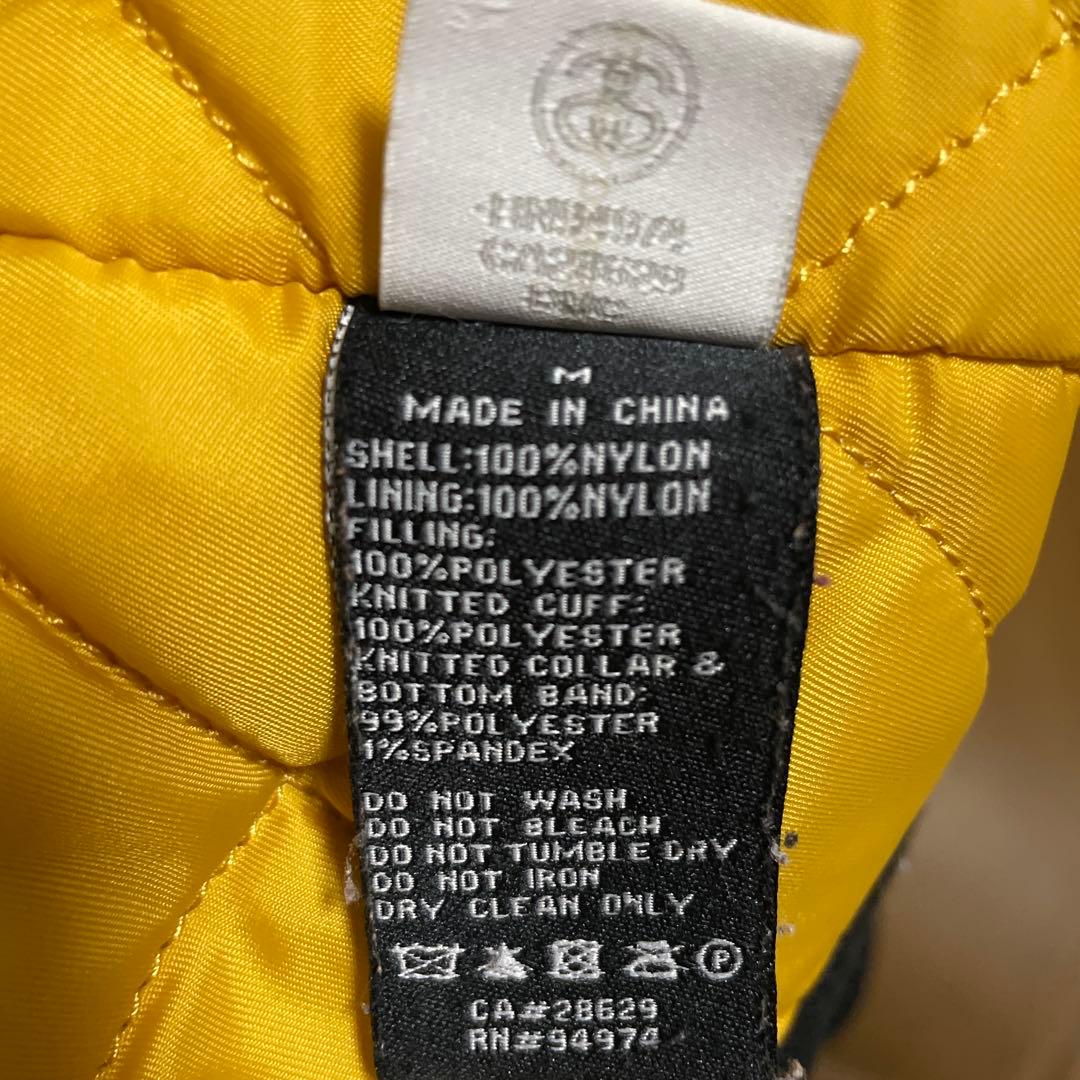 M
MADE IN CHINA
SHELL:100%NYLON
LINING:100%NYLON
FILLING:
100%POLYESTER
KNITTED CUFF:
100%POLYESTER
KNITTED COLLAR &
BOTTOM BAND:
99%POLYESTER
1%SPANDEX
DO NOT WASH
DO NOT BLEACH
DO NOT TUMBLE DRY
DO NOT IRON
DRY CLEAN ONLY
P
CA#28629
RN#94974